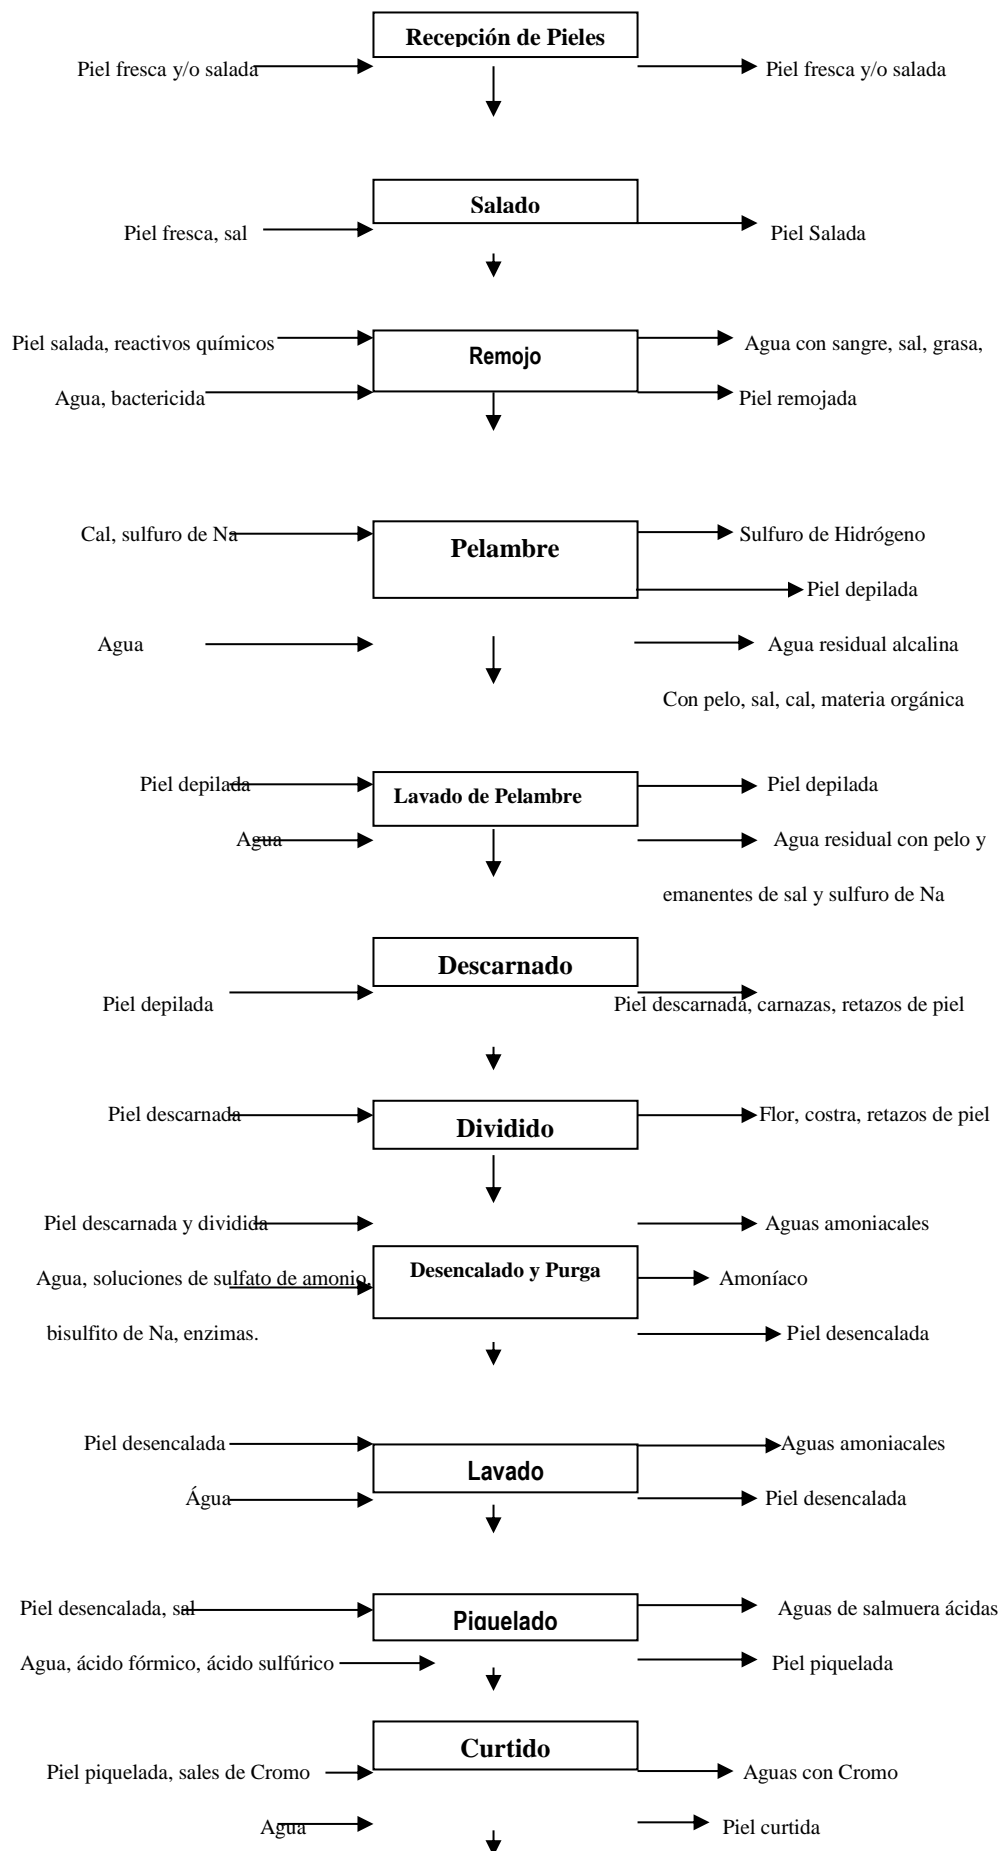 Recepción de Pieles
Piel fresca y/o salada
Piel fresca y/o salada
Salado
Piel fresca, sal
Piel Salada
Piel salada, reactivos químicos
Remojo
Agua con sangre, sal, grasa,
Agua, bactericida
Piel remojada
Cal, sulfuro de Na
Pelambre
Sulfuro de Hidrógeno
Piel depilada
Agua
Agua residual alcalina
Con pelo, sal, cal, materia orgánica
Piel depilada
Lavado de Pelambre
Piel depilada
Agua
Agua residual con pelo y
emanentes de sal y sulfuro de Na
Descarnado
Piel depilada
Piel descarnada, carnazas, retazos de piel
Piel descarnada
Dividido
Flor, costra, retazos de piel
Piel descarnada y dividida
Aguas amoniacales
Agua, soluciones de sulfato de amonio,
Desencalado y Purga
Amoníaco
bisulfito de Na, enzimas.
Piel desencalada
Piel desencalada
Lavado
Aguas amoniacales
Água
Piel desencalada
Piel desencalada, sal
Piquelado
Aguas de salmuera ácidas
Agua, ácido fórmico, ácido sulfúrico
Piel piquelada
Curtido
Piel piquelada, sales de Cromo
Aguas con Cromo
Agua
Piel curtida